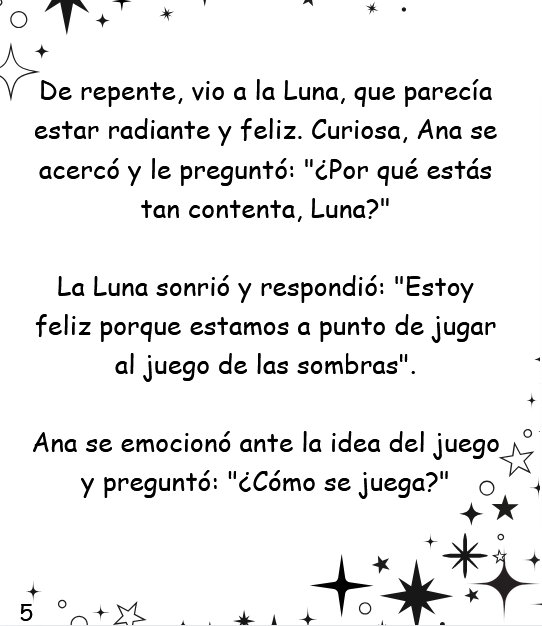 De repente, vio a la Luna, que parecía
estar radiante y feliz. Curiosa, Ana se
acercó y le preguntó: "¿Por qué estás
tan contenta, Luna?"
La Luna sonrió y respondió: "Estoy
feliz porque estamos a punto de jugar
al juego de las sombras".
Ana se emocionó ante la idea del juego
y preguntó: "¿Cómo se juega?"
5